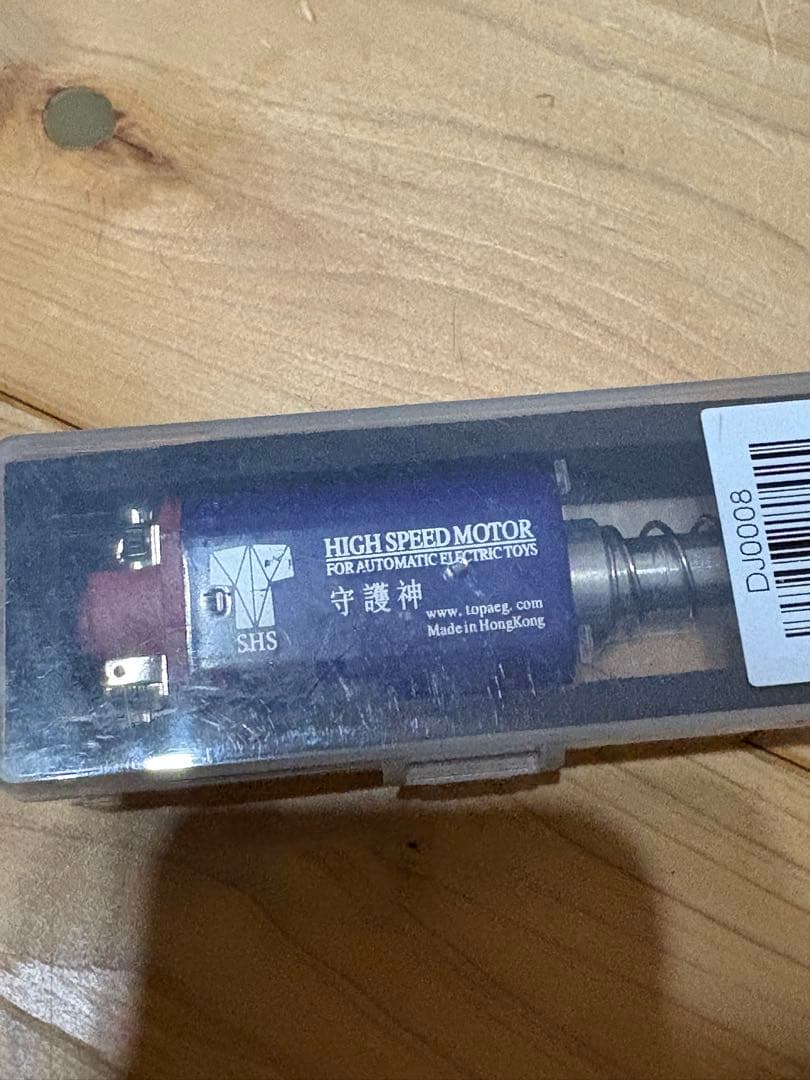 HIGH SPEED MOTOR
FOR AUTOMATIC ELECTRIC TOYS
守護神
www.topaeg.com
Made in HongKong
SHS
DJ0008